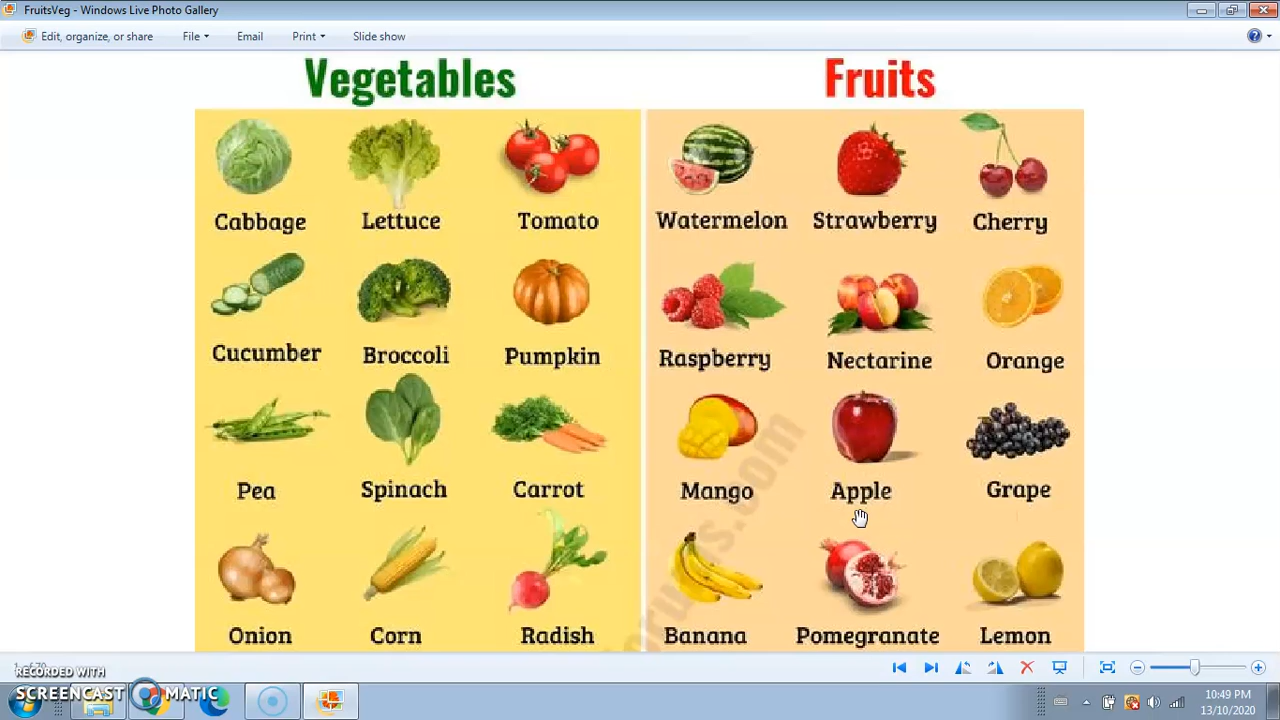 FruitsVeg - Windows Live Photo Gallery
Edit, organize, or share File Email Print Slide show
Vegetables Fruits
Cabbage Lettuce Tomato Watermelon Strawberry Cherry
Cucumber Broccoli Pumpkin Raspberry Nectarine Orange
Pea Spinach Carrot Mango Apple Grape
Onion Corn Radish Banana Pomegranate Lemon
RECORDED WITH
SCREENCAST MATIC
10:49 PM
13/10/2020